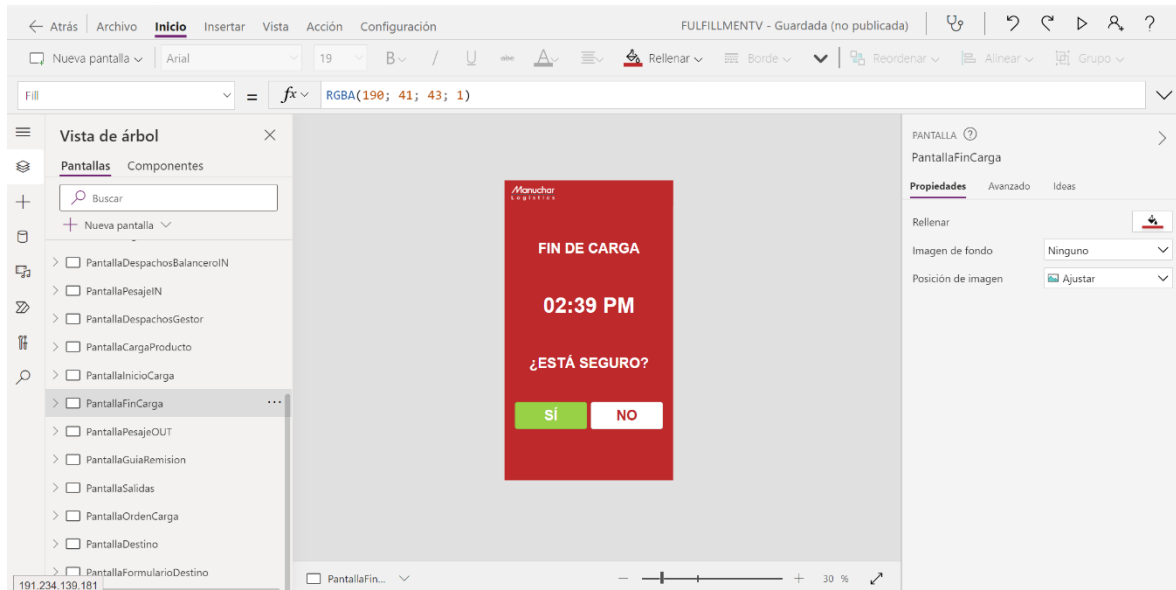 Atrás Archivo Inicio Insertar Vista Acción Configuración FULFILLMENTV - Guardada (no publicada)
Nueva pantalla Arial 19 B / U abc A Rellenar Borde Reordenar Alinear Grupo
Fill = fx RGBA(190; 41; 43; 1)
Vista de árbol
Pantallas Componentes
Buscar
Nueva pantalla
PantallaDespachosBalanceroIN
PantallaPesajeIN
PantallaDespachosGestor
PantallaCargaProducto
PantallaInicioCarga
PantallaFinCarga
PantallaPesajeOUT
PantallaGuiaRemision
PantallaSalidas
PantallaOrdenCarga
PantallaDestino
PantallaFormularioDestino
191.234.139.181
Manuchar
Logistics
FIN DE CARGA
02:39 PM
¿ESTÁ SEGURO?
SÍ NO
PantallaFin...
30 %
PANTALLA
PantallaFinCarga
Propiedades Avanzado Ideas
Rellenar
Imagen de fondo Ninguno
Posición de imagen Ajustar